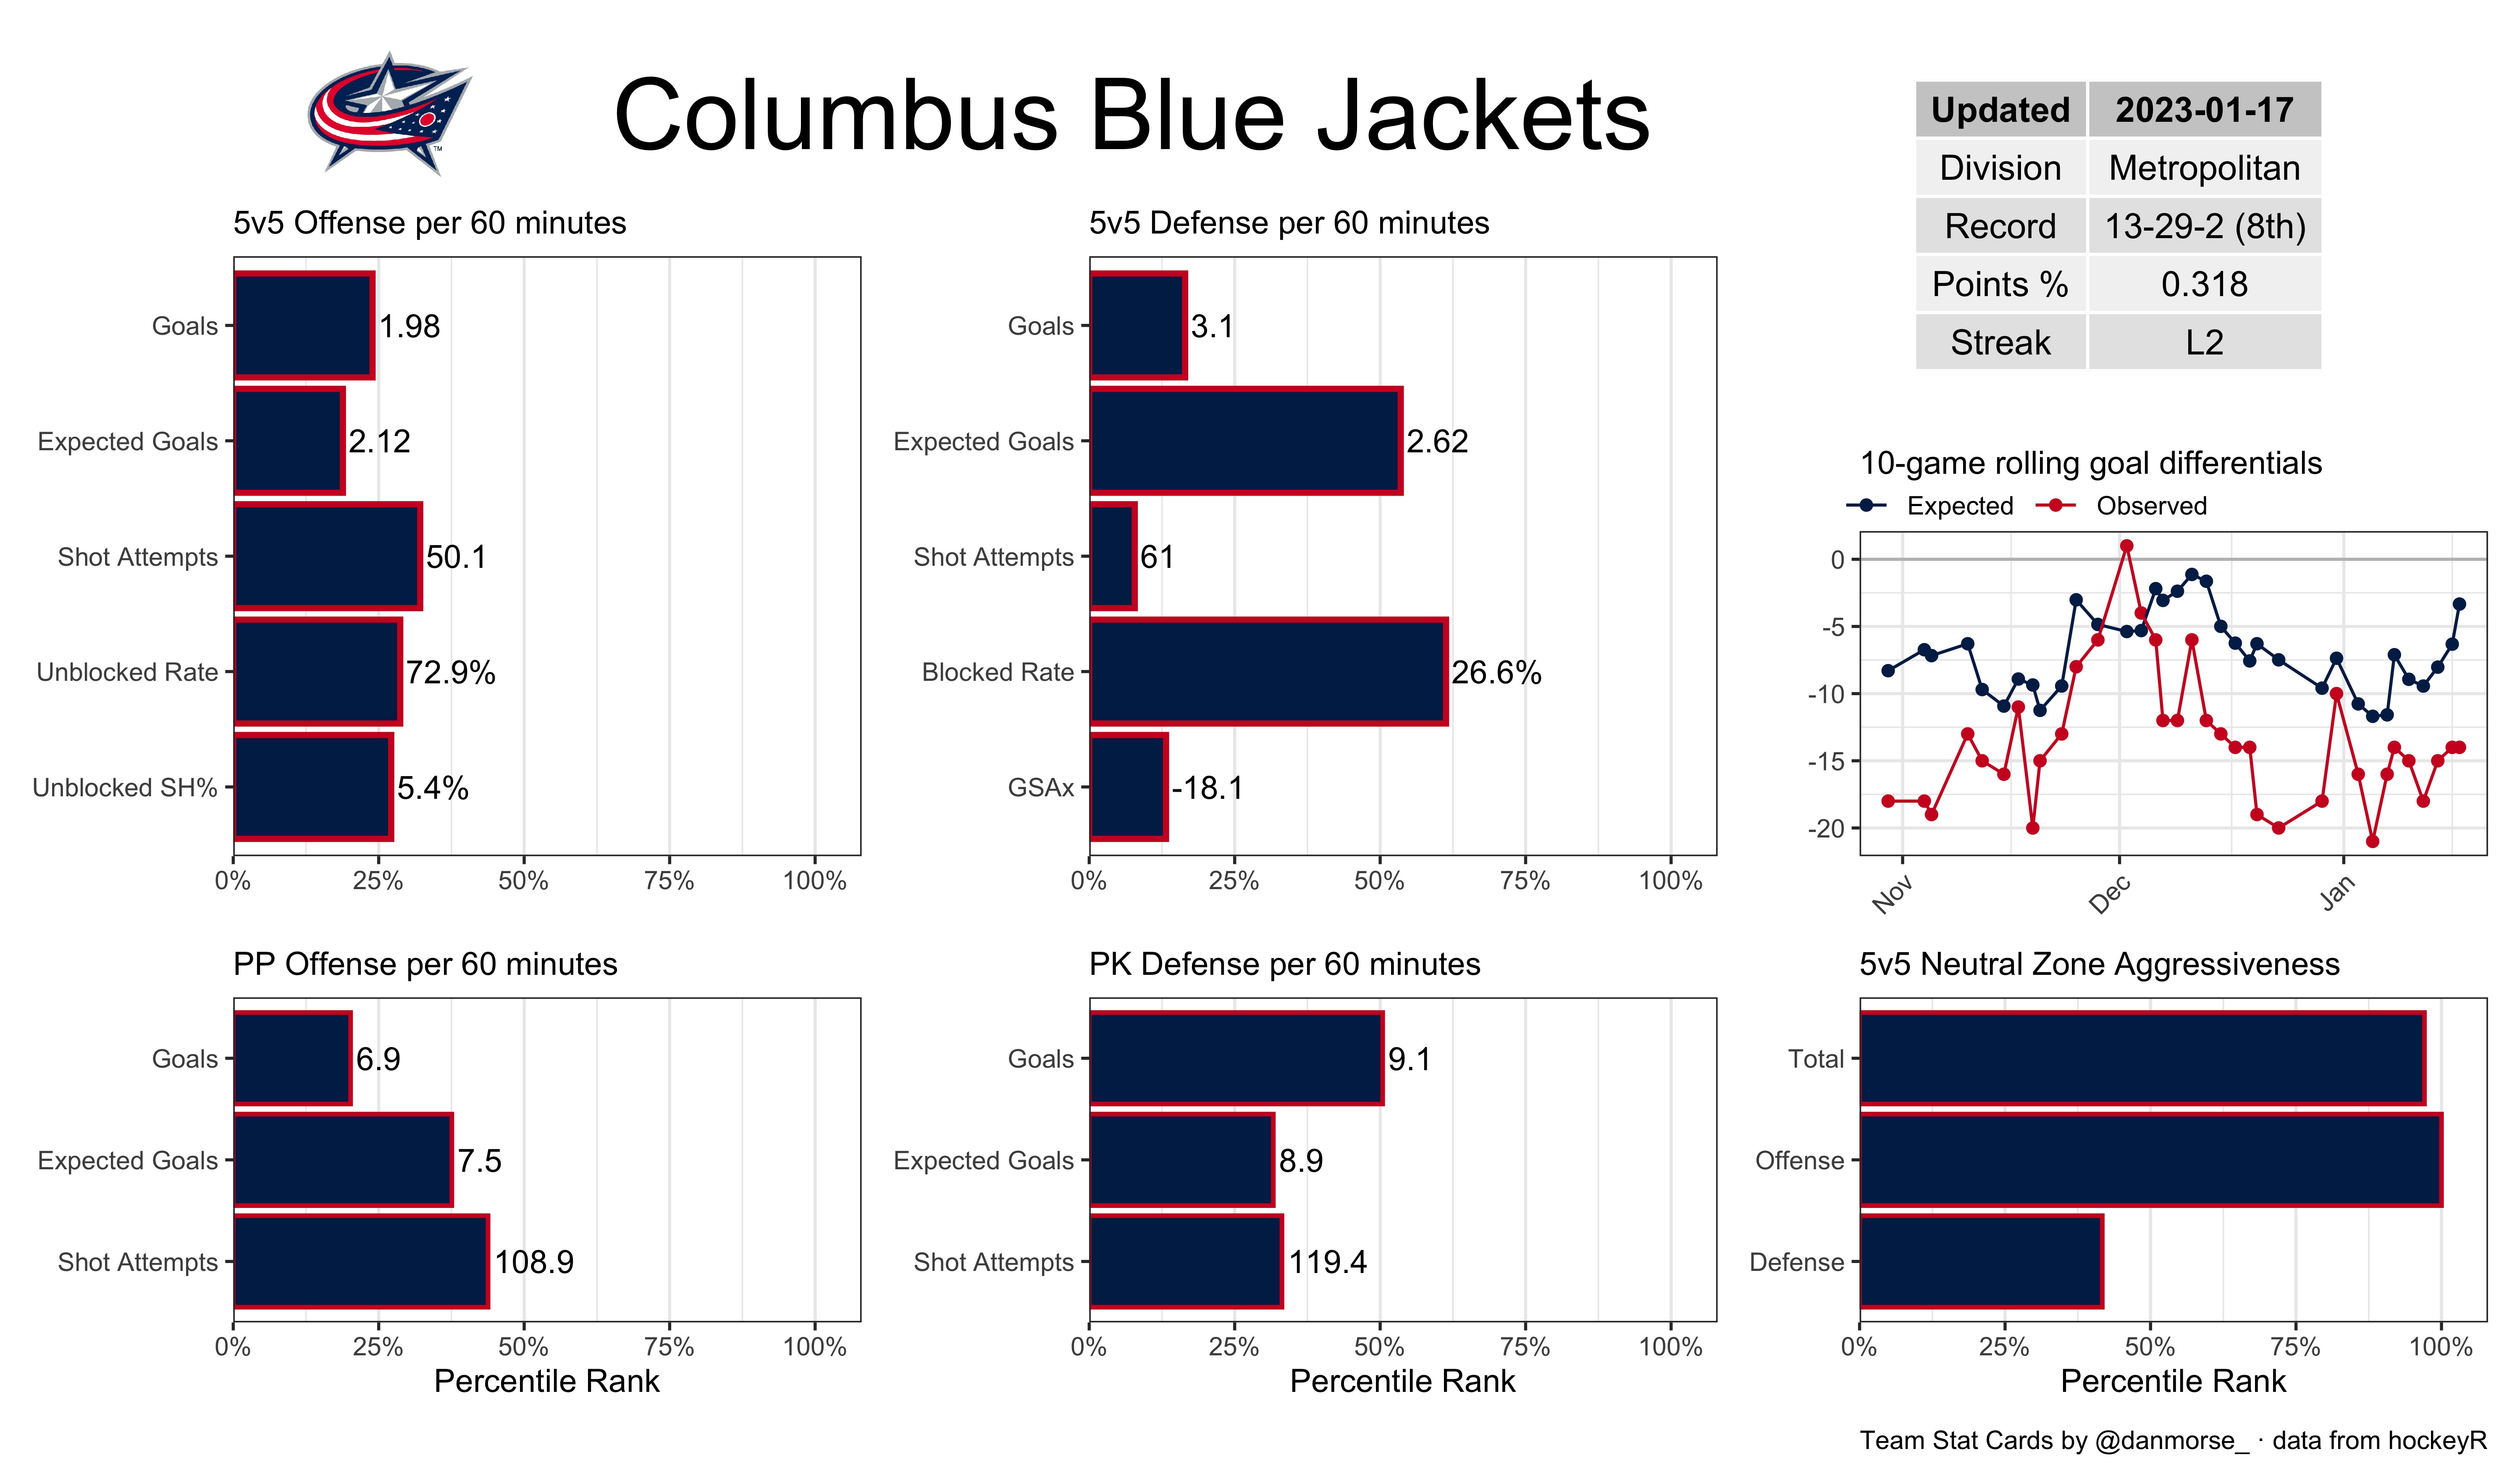 Columbus Blue Jackets
Updated 2023-01-17
Division Metropolitan
Record 13-29-2 (8th)
Points % 0.318
Streak L2
5v5 Offense per 60 minutes
Goals 1.98
Expected Goals 2.12
Shot Attempts 50.1
Unblocked Rate 72.9%
Unblocked SH% 5.4%
0% 25% 50% 75% 100%
5v5 Defense per 60 minutes
Goals 3.1
Expected Goals 2.62
Shot Attempts 61
Blocked Rate 26.6%
GSAx -18.1
0% 25% 50% 75% 100%
10-game rolling goal differentials
Expected Observed
0
-5
-10
-15
-20
Nov Dec Jan
PP Offense per 60 minutes
Goals 6.9
Expected Goals 7.5
Shot Attempts 108.9
0% 25% 50% 75% 100%
Percentile Rank
PK Defense per 60 minutes
Goals 9.1
Expected Goals 8.9
Shot Attempts 119.4
0% 25% 50% 75% 100%
Percentile Rank
5v5 Neutral Zone Aggressiveness
Total
Offense
Defense
0% 25% 50% 75% 100%
Percentile Rank
Team Stat Cards by @danmorse_ · data from hockeyR